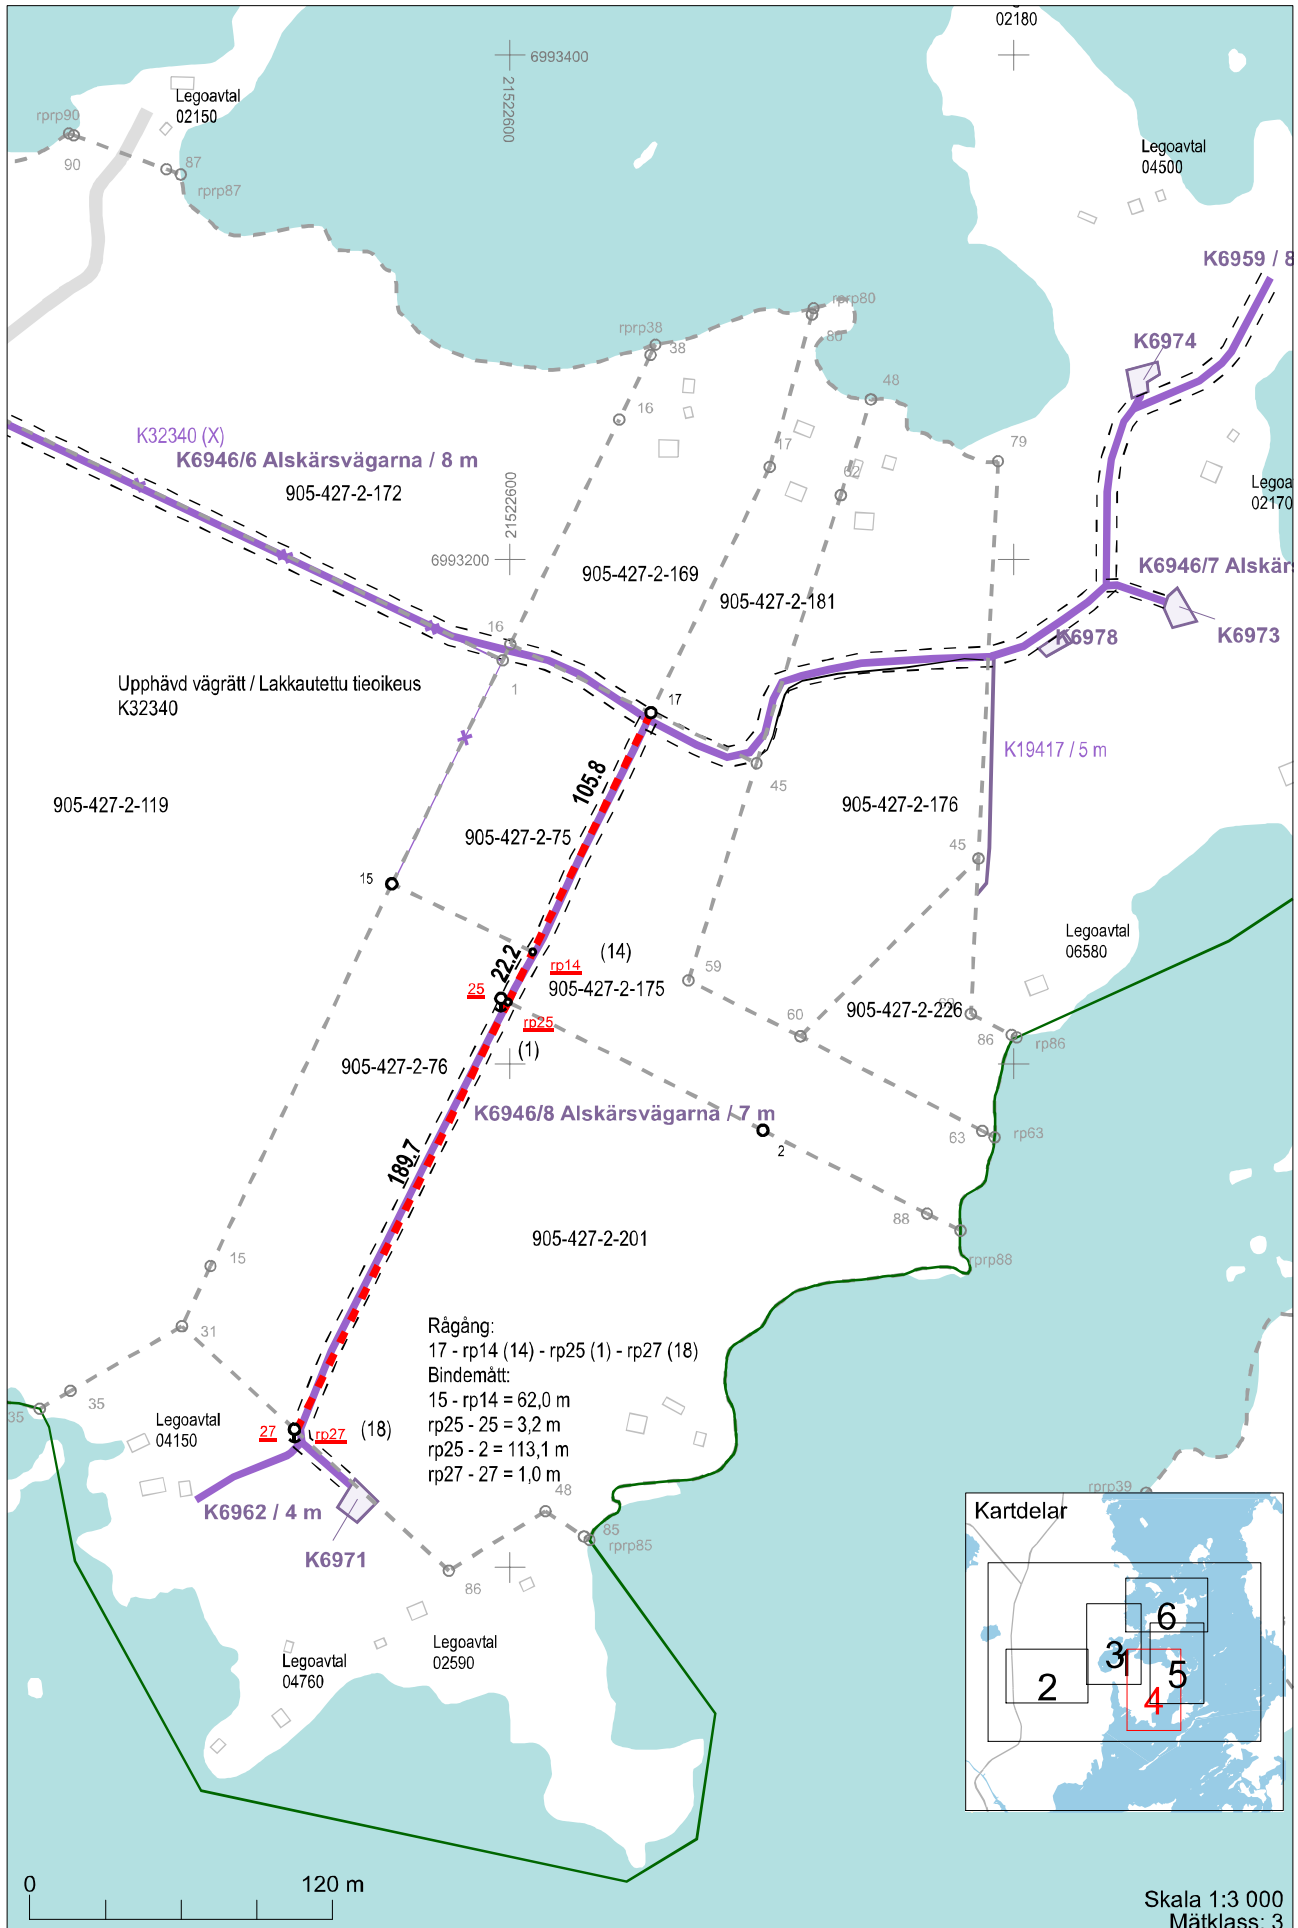 02180
6993400
21522600
Legoavtal
02150
rprp90
90
87
rprp87
Legoavtal
04500
K6959 / 8
rprp80
80
rprp38
38
K6974
48
16
K32340 (X)
K6946/6 Alskärsvägarna / 8 m
905-427-2-172
17
62
79
Legoa
02170
21522600
6993200
905-427-2-169
905-427-2-181
K6946/7 Alskärs
K6978
K6973
16
1
Upphävd vägrätt / Lakkautettu tieoikeus
K32340
17
K19417 / 5 m
105.8
45
905-427-2-119
905-427-2-176
905-427-2-75
45
15
Legoavtal
06580
22.2
rp14
(14)
59
25
905-427-2-175
rp25
(1)
60
905-427-2-226
86
rp86
905-427-2-76
K6946/8 Alskärsvägarna / 7 m
2
63
rp63
189.7
88
905-427-2-201
rprp88
15
31
Rågång:
17 - rp14 (14) - rp25 (1) - rp27 (18)
Bindemått:
15 - rp14 = 62,0 m
rp25 - 25 = 3,2 m
rp25 - 2 = 113,1 m
rp27 - 27 = 1,0 m
35
35
Legoavtal
04150
27
rp27
(18)
K6962 / 4 m
K6971
48
85
rprp85
86
rprp39
Kartdelar
6
3
1
5
2
4
Legoavtal
02590
Legoavtal
04760
0
120 m
Skala 1:3 000
Mätklass: 3